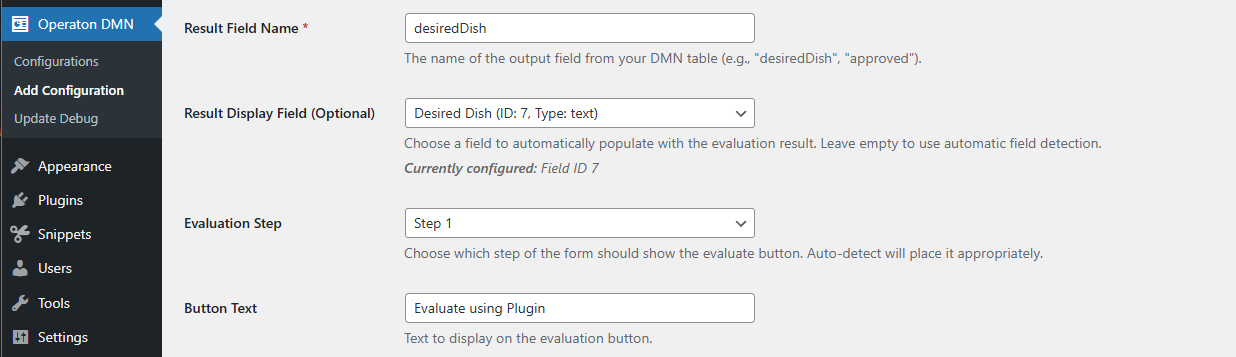 Operaton DMN
Configurations
Add Configuration
Update Debug
Appearance
Plugins
Snippets
Users
Tools
Settings
Result Field Name *
desiredDish
The name of the output field from your DMN table (e.g., "desiredDish", "approved").
Result Display Field (Optional)
Desired Dish (ID: 7, Type: text)
Choose a field to automatically populate with the evaluation result. Leave empty to use automatic field detection.
Currently configured: Field ID 7
Evaluation Step
Step 1
Choose which step of the form should show the evaluate button. Auto-detect will place it appropriately.
Button Text
Evaluate using Plugin
Text to display on the evaluation button.